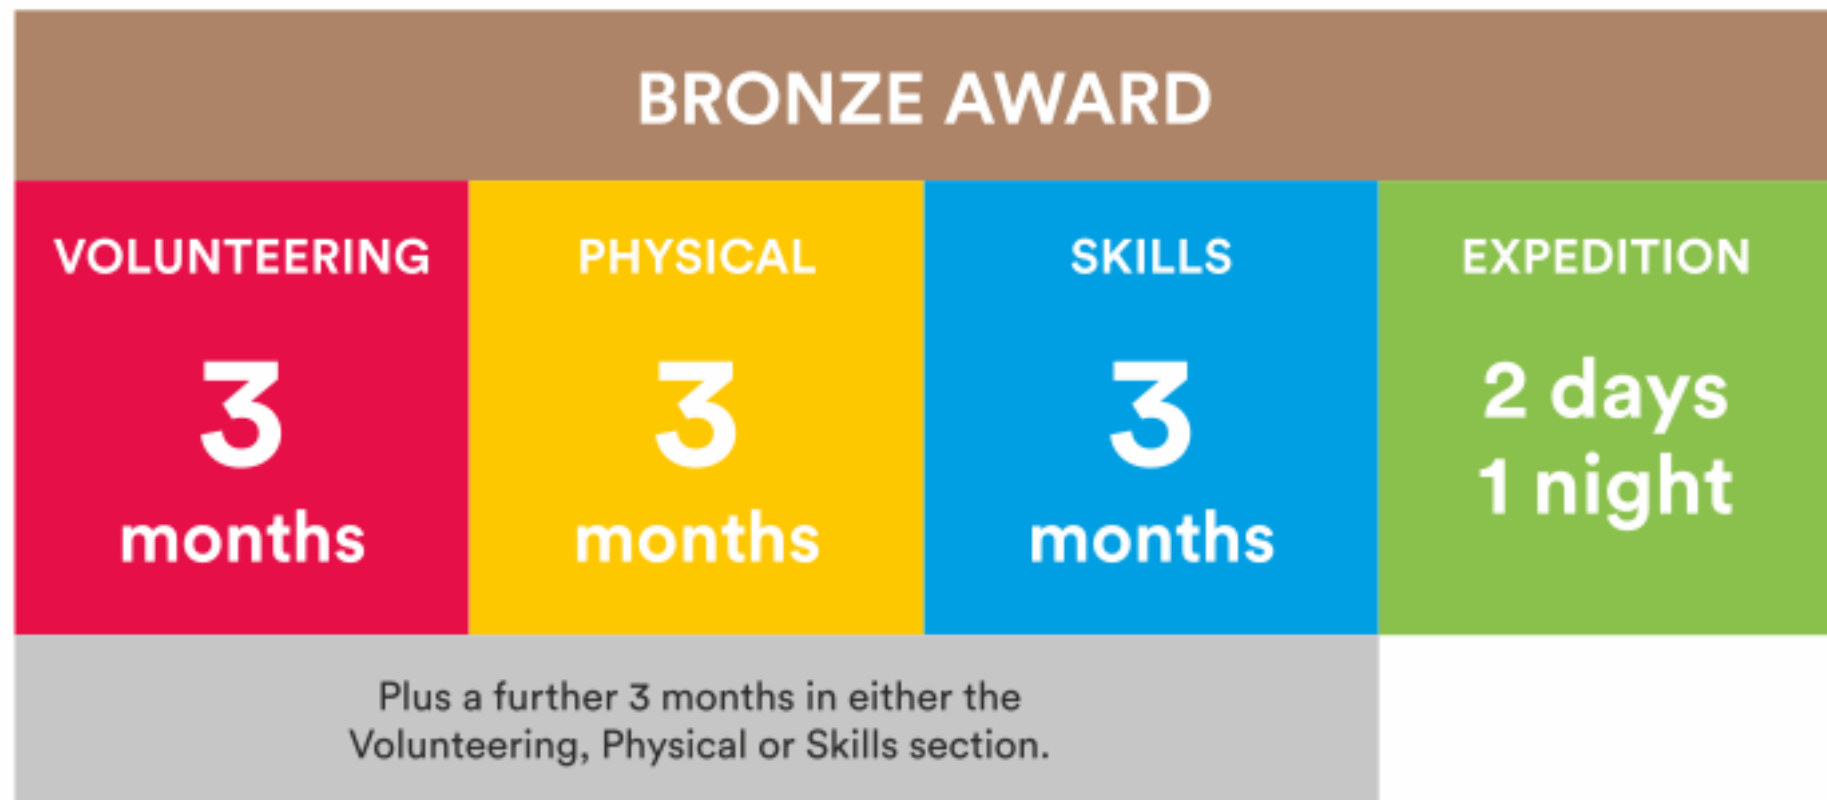 BRONZE AWARD
VOLUNTEERING
3
months
PHYSICAL
3
months
SKILLS
3
months
EXPEDITION
2 days
1 night
Plus a further 3 months in either the
Volunteering, Physical or Skills section.